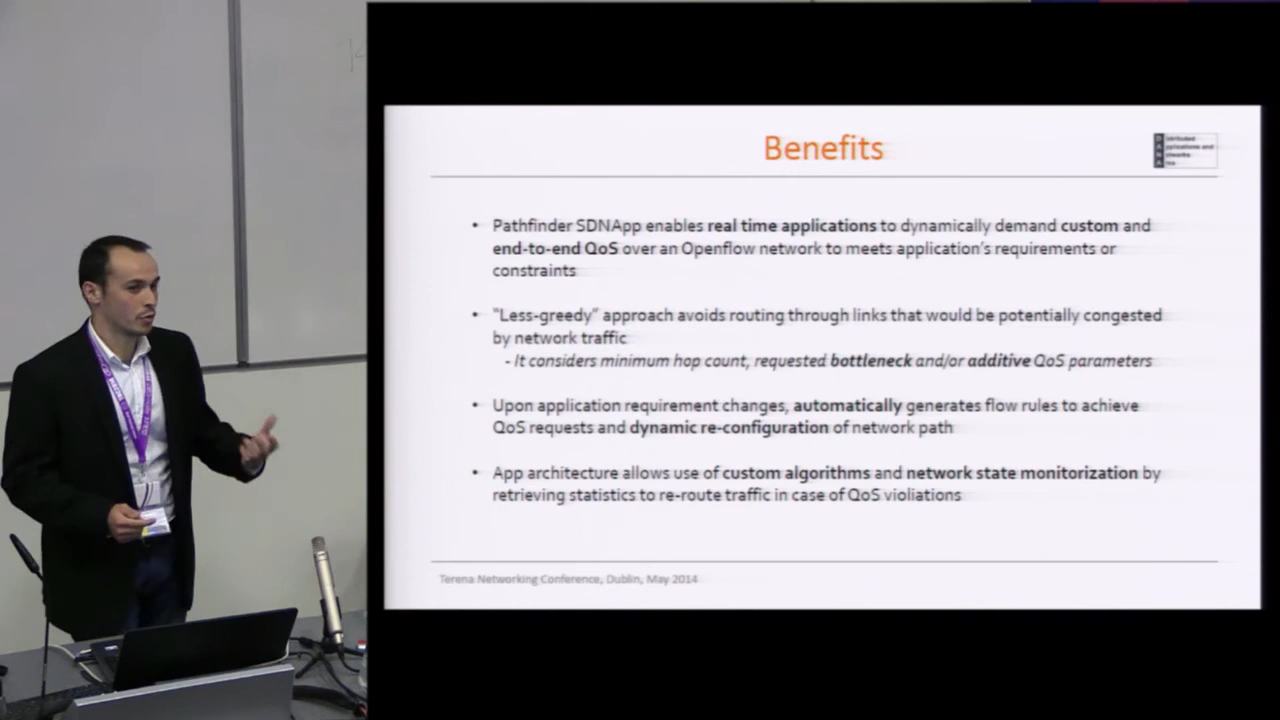 Benefits
• Pathfinder SDNApp enables real time applications to dynamically demand custom and
end-to-end QoS over an Openflow network to meets application's requirements or
constraints
• "Less-greedy" approach avoids routing through links that would be potentially congested
by network traffic
- It considers minimum hop count, requested bottleneck and/or additive QoS parameters
• Upon application requirement changes, automatically generates flow rules to achieve
QoS requests and dynamic re-configuration of network path
• App architecture allows use of custom algorithms and network state monitorization by
retrieving statistics to re-route traffic in case of QoS violations
Terena Networking Conference, Dublin, May 2014